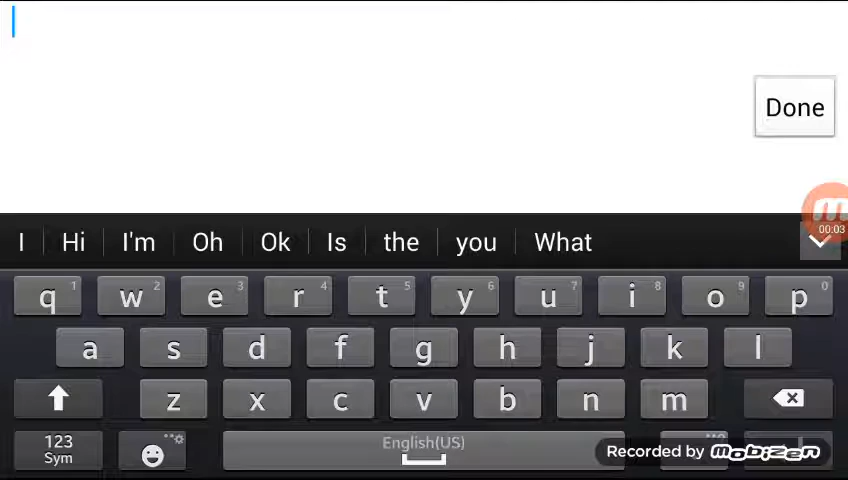 Done
00:03
I Hi I'm Oh Ok Is the you What
q 1 w 2 e 3 r 4 t 5 y 6 u 7 i 8 o 9 p 0
a s d f g h j k l
z x c v b n m
123 English(US)
Sym
Recorded by mobizen